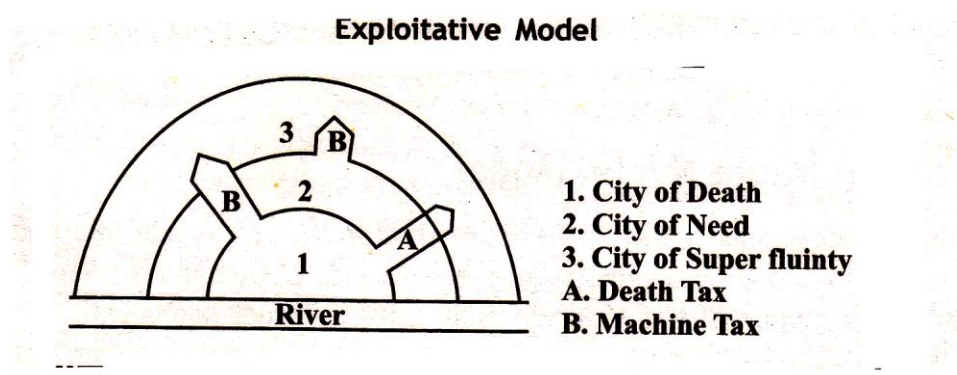 Exploitative Model
3
B
B
2
A
1
River
1. City of Death
2. City of Need
3. City of Super fluinty
A. Death Tax
B. Machine Tax